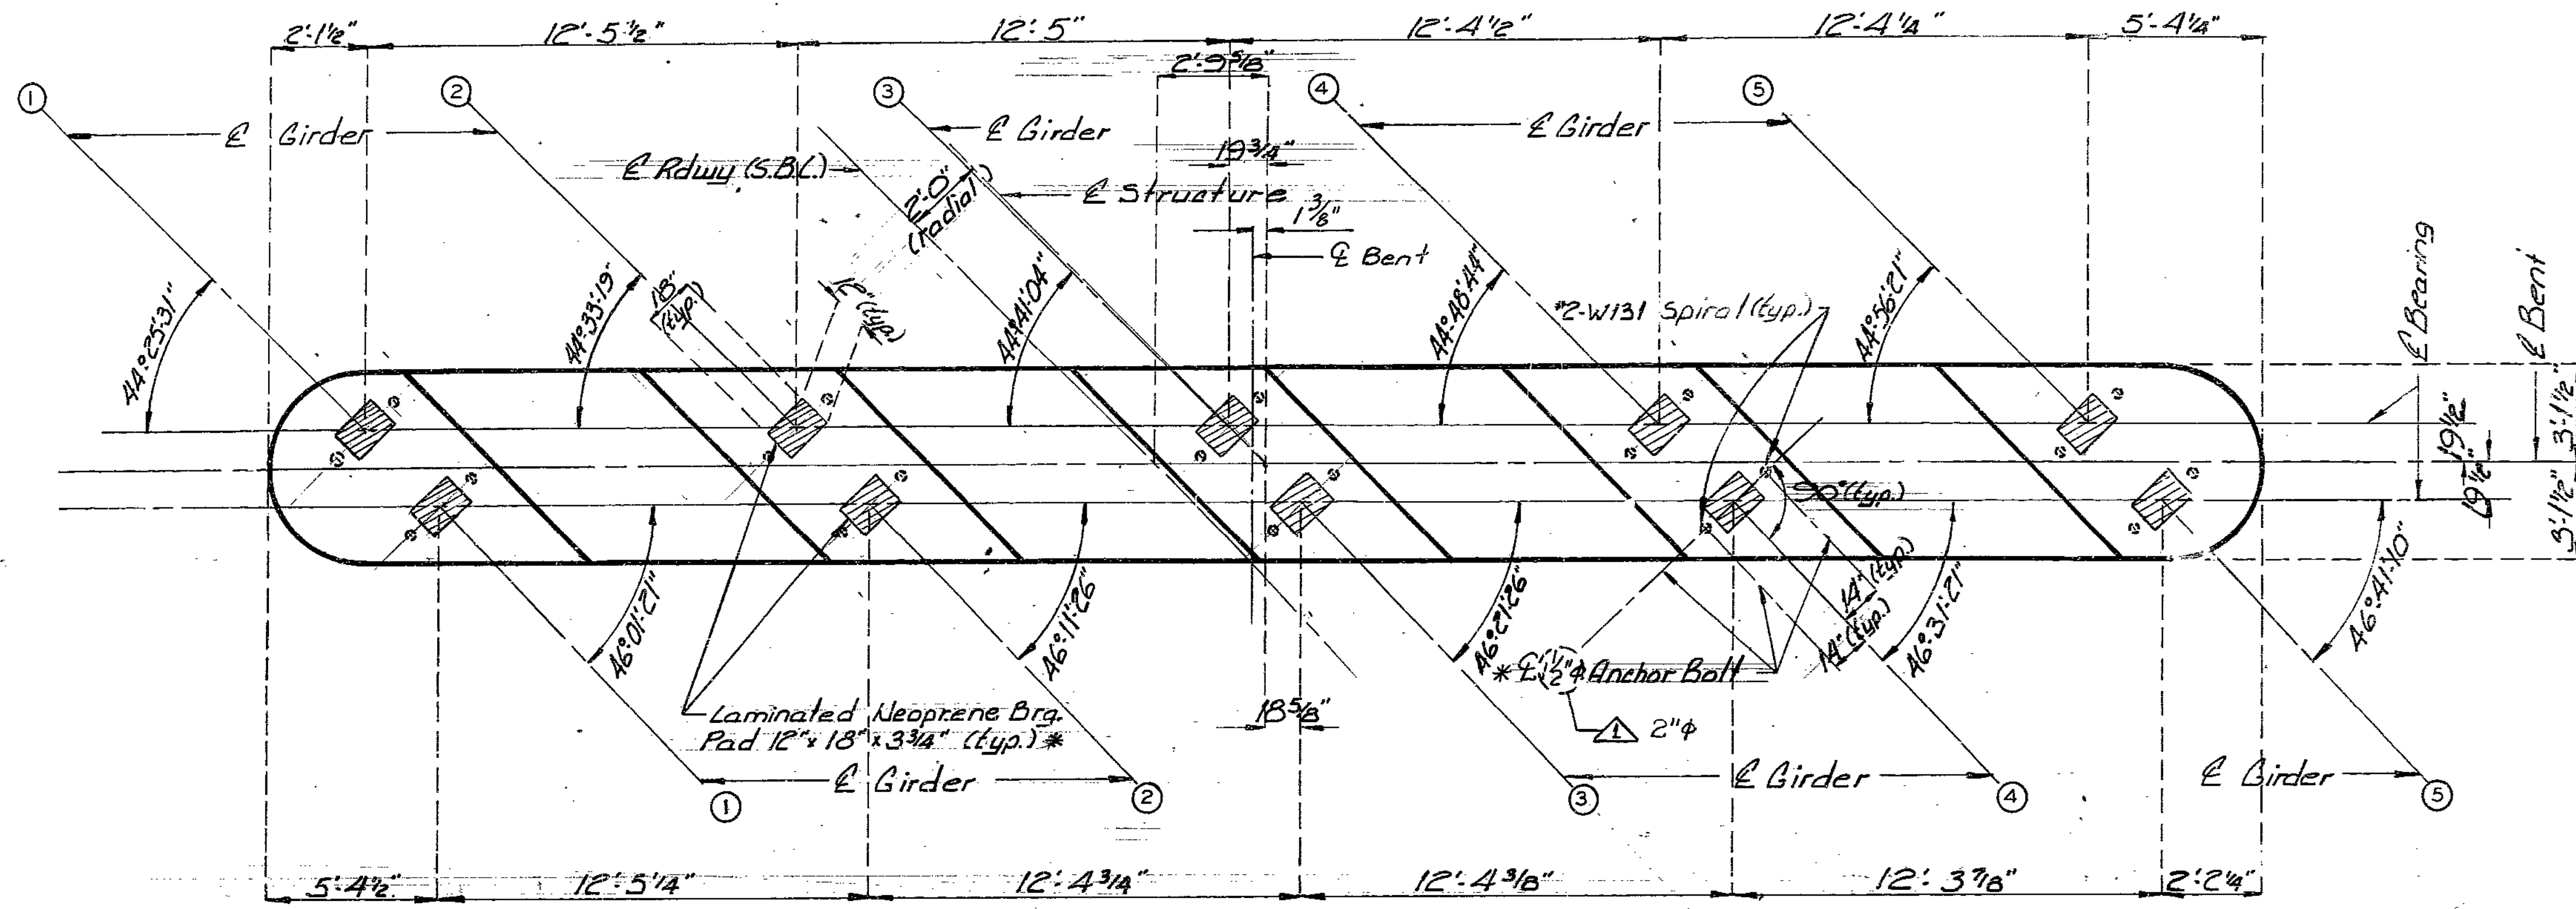 2'-1½" 12'-5½" 12'-5" 12'-4½" 12'-4¼" 5'-4¼"
2'-9⅝"
① ② ③ ④ ⑤
℄ Girder ℄ Girder ℄ Girder
19¾"
℄ Rdwy (S.B.L.)
2'-0"
(radial)
℄ Structure
1⅜"
℄ Bent
℄ Bearing
℄ Bent
44°25'31"
44°33'19"
18"
(typ.)
12" (typ.)
44°41'04"
44°48'44"
#2-W131 Spiral (typ.)
44°56'21"
19½"
19½"
3'-1½"
3'-1½"
90° (typ.)
14" (typ.)
14" (typ.)
46°01'21"
46°11'26"
46°21'26"
46°31'21"
46°41'10"
* ℄ 1½"φ Anchor Bolt
1 2"φ
Laminated Neoprene Brg.
Pad 12" x 18" x 3¾" (typ.) *
18⅝"
℄ Girder ℄ Girder ℄ Girder
① ② ③ ④ ⑤
5'-4½" 12'-5¼" 12'-4¾" 12'-4⅜" 12'-3⅞" 2'-2¼"